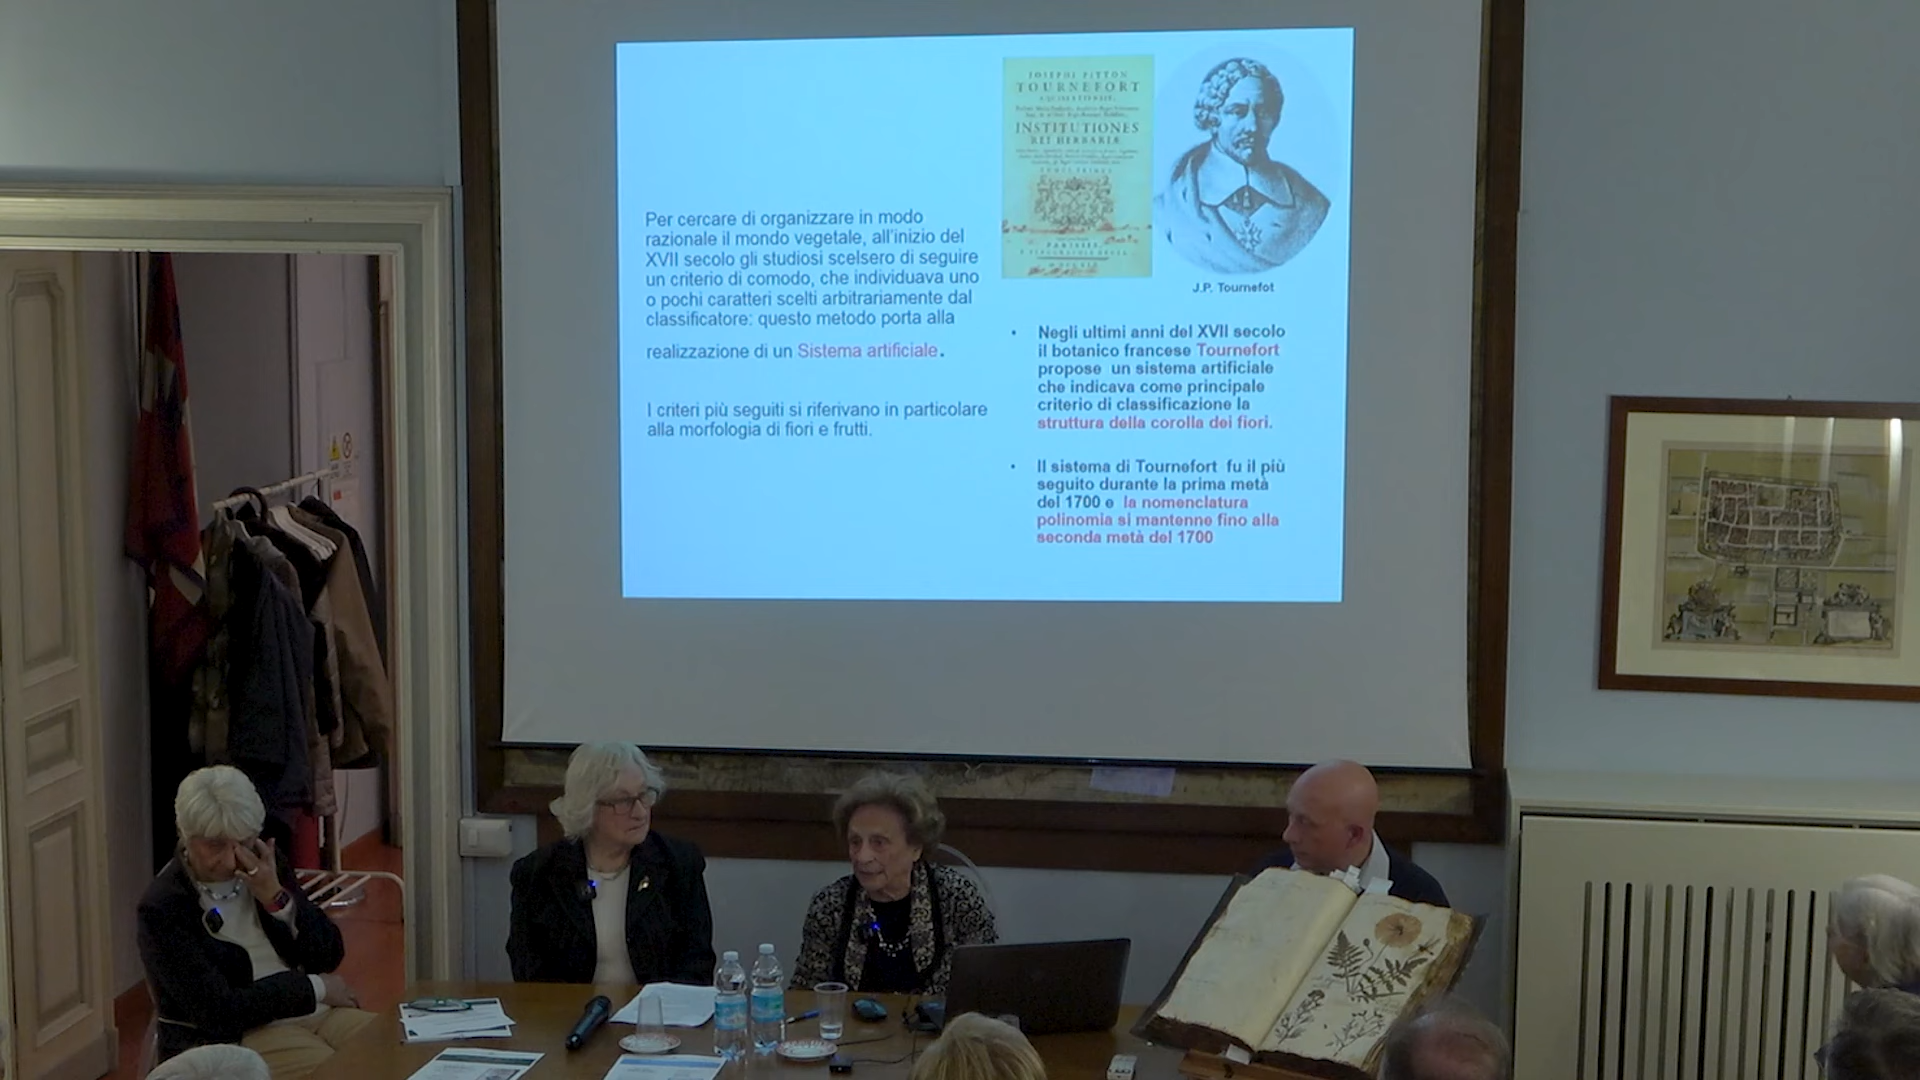 Per cercare di organizzare in modo
razionale il mondo vegetale, all'inizio del
XVII secolo gli studiosi scelsero di seguire
un criterio di comodo, che individuava uno
o pochi caratteri scelti arbitrariamente dal
classificatore: questo metodo porta alla
realizzazione di un Sistema artificiale.
I criteri più seguiti si riferivano in particolare
alla morfologia di fiori e frutti.
JOSEPHI PITTON
TOURNEFORT
INSTITUTIONES
REI HERBARIÆ
PARISIIS,
J.P. Tournefot
• Negli ultimi anni del XVII secolo
il botanico francese Tournefort
propose un sistema artificiale
che indicava come principale
criterio di classificazione la
struttura della corolla dei fiori.
• Il sistema di Tournefort fu il più
seguito durante la prima metà
del 1700 e la nomenclatura
polinomia si mantenne fino alla
seconda metà del 1700